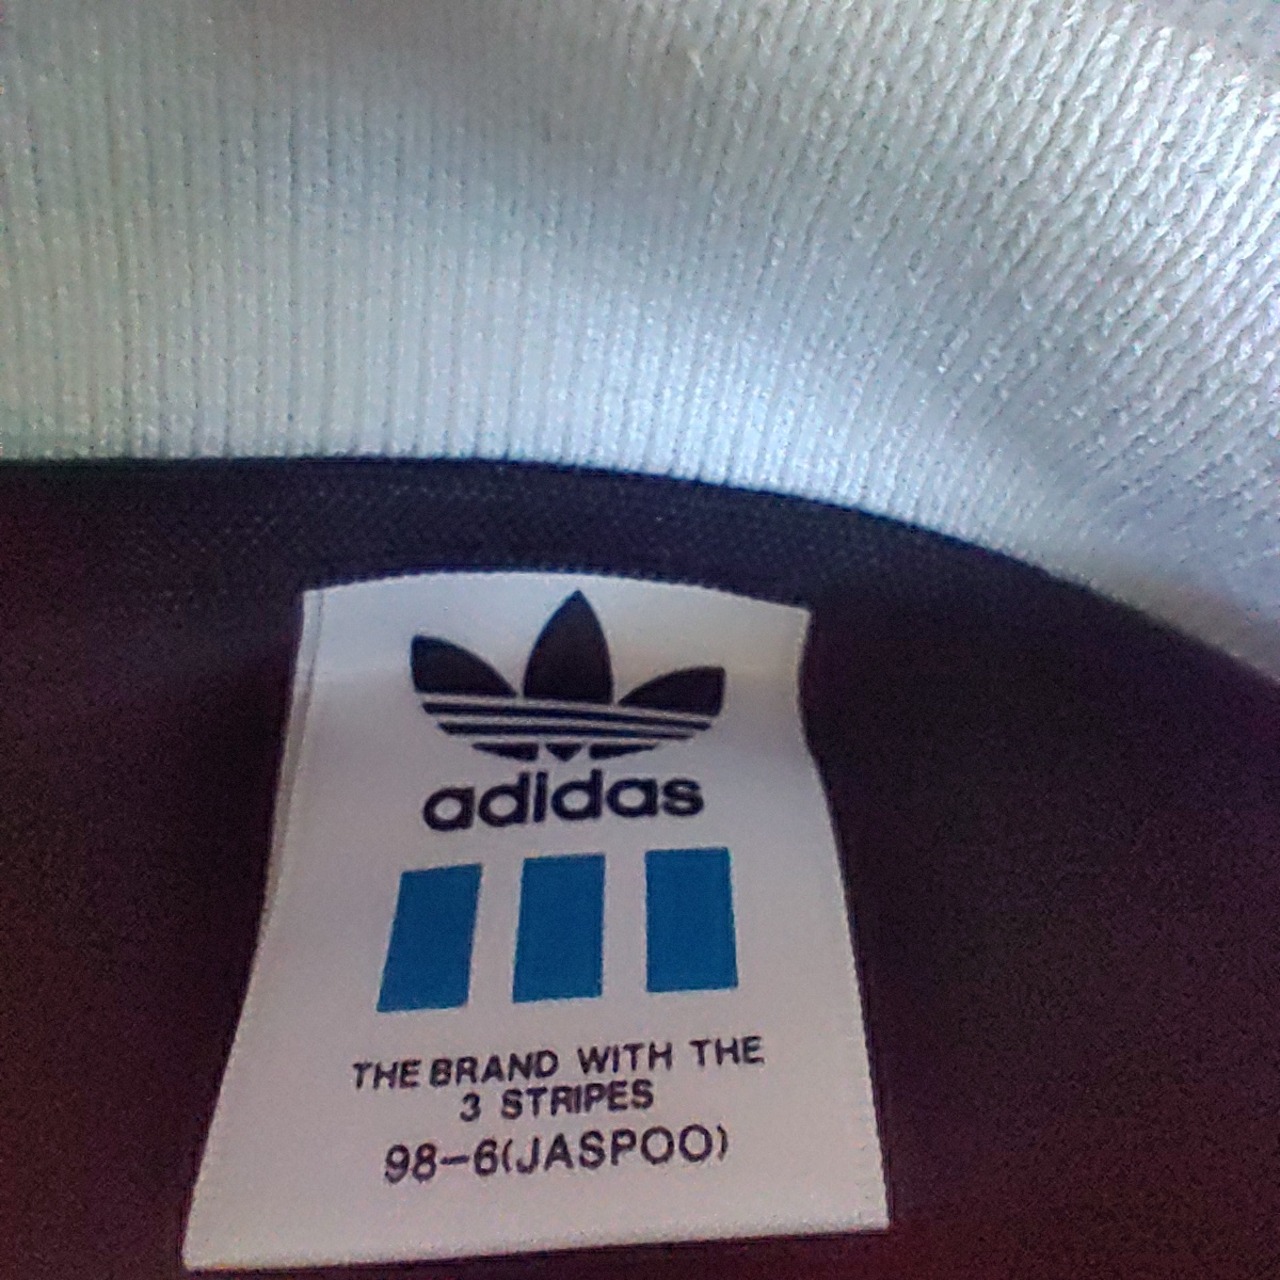 adidas
THE BRAND WITH THE
3 STRIPES
98-6(JASPOO)